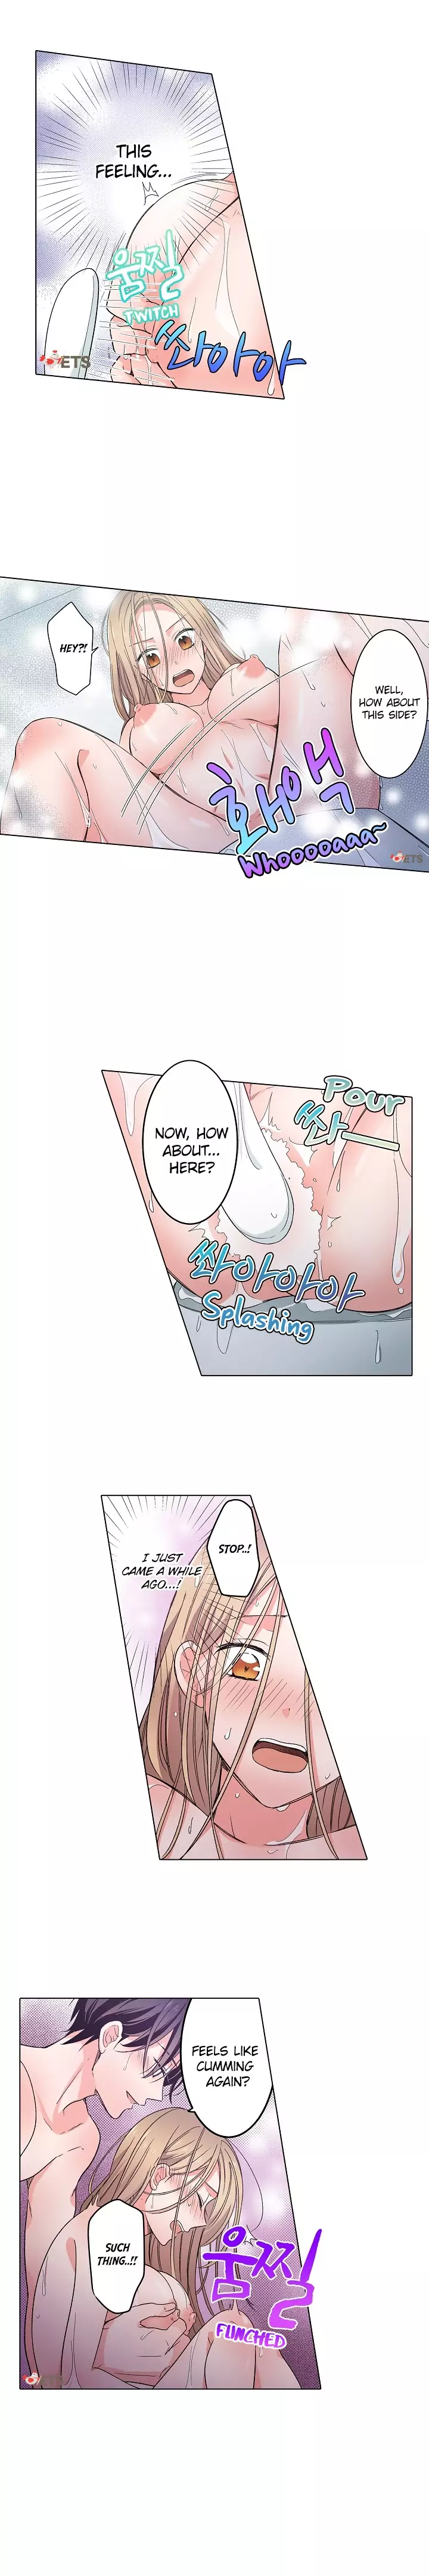 THIS
FEELING...
움찔
TWITCH
쏴아아
ETS
HEY?!
WELL,
HOW ABOUT
THIS SIDE?
화악
Whooooaaa~
ETS
Pour
쏴—
NOW, HOW
ABOUT...
HERE?
쏴아아아아
Splashing
STOP..!
I JUST
CAME A WHILE
AGO...!
FEELS LIKE
CUMMING
AGAIN?
SUCH
THING..!!
움찔
FLINCHED